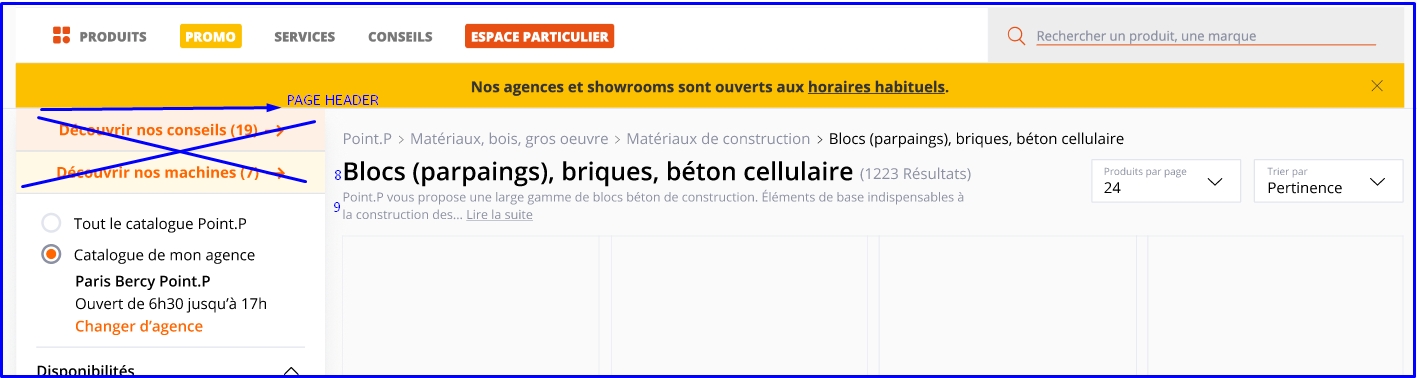 PRODUITS PROMO SERVICES CONSEILS ESPACE PARTICULIER Rechercher un produit, une marque
Nos agences et showrooms sont ouverts aux horaires habituels.
PAGE HEADER
Découvrir nos conseils (19)
Découvrir nos machines (7)
Tout le catalogue Point.P
Catalogue de mon agence
Paris Bercy Point.P
Ouvert de 6h30 jusqu'à 17h
Changer d'agence
Disponibilités
Point.P > Matériaux, bois, gros oeuvre > Matériaux de construction > Blocs (parpaings), briques, béton cellulaire
8 Blocs (parpaings), briques, béton cellulaire (1223 Résultats)
9 Point.P vous propose une large gamme de blocs béton de construction. Éléments de base indispensables à
la construction des... Lire la suite
Produits par page
24
Trier par
Pertinence